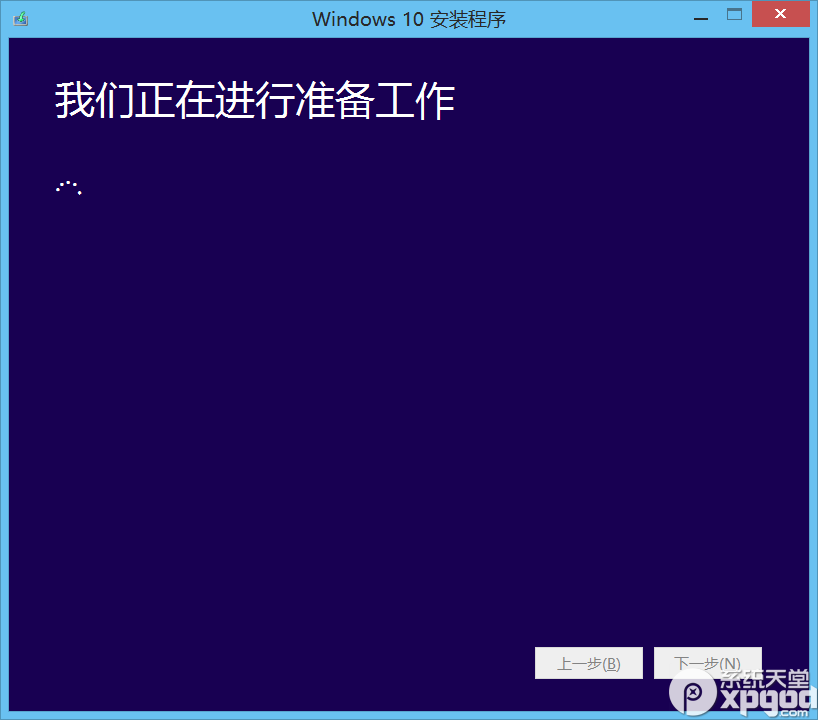 Windows 10 安装程序
我们正在进行准备工作
上一步(B)
下一步(N)
系统天堂
xpgod
.com